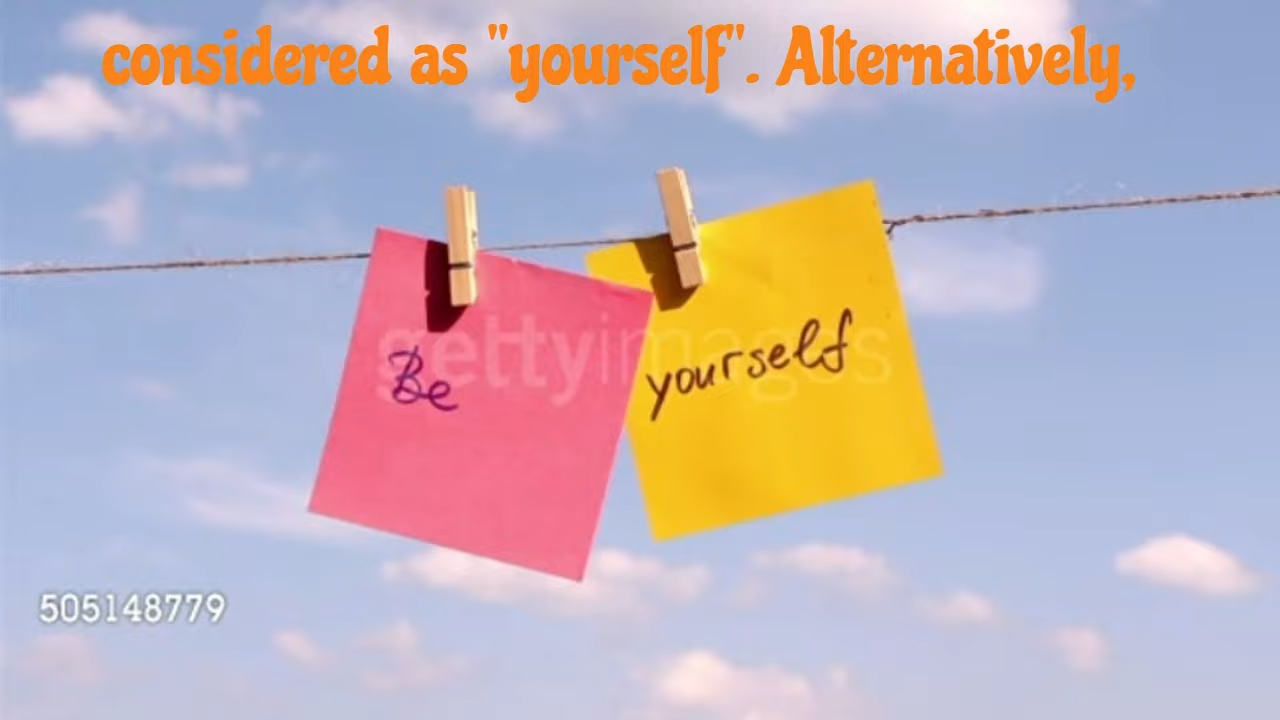 considered as "yourself". Alternatively,
Be
yourself
gettyimages
505148779